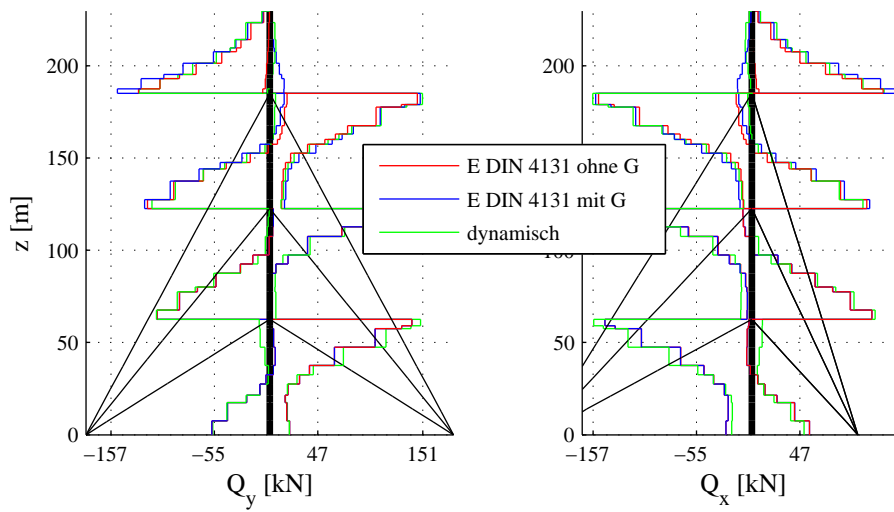 200
150
100
50
0
z [m]
−157 −55 47 151
Q_y [kN]
E DIN 4131 ohne G
E DIN 4131 mit G
dynamisch
200
150
50
0
−157 −55 47
Q_x [kN]